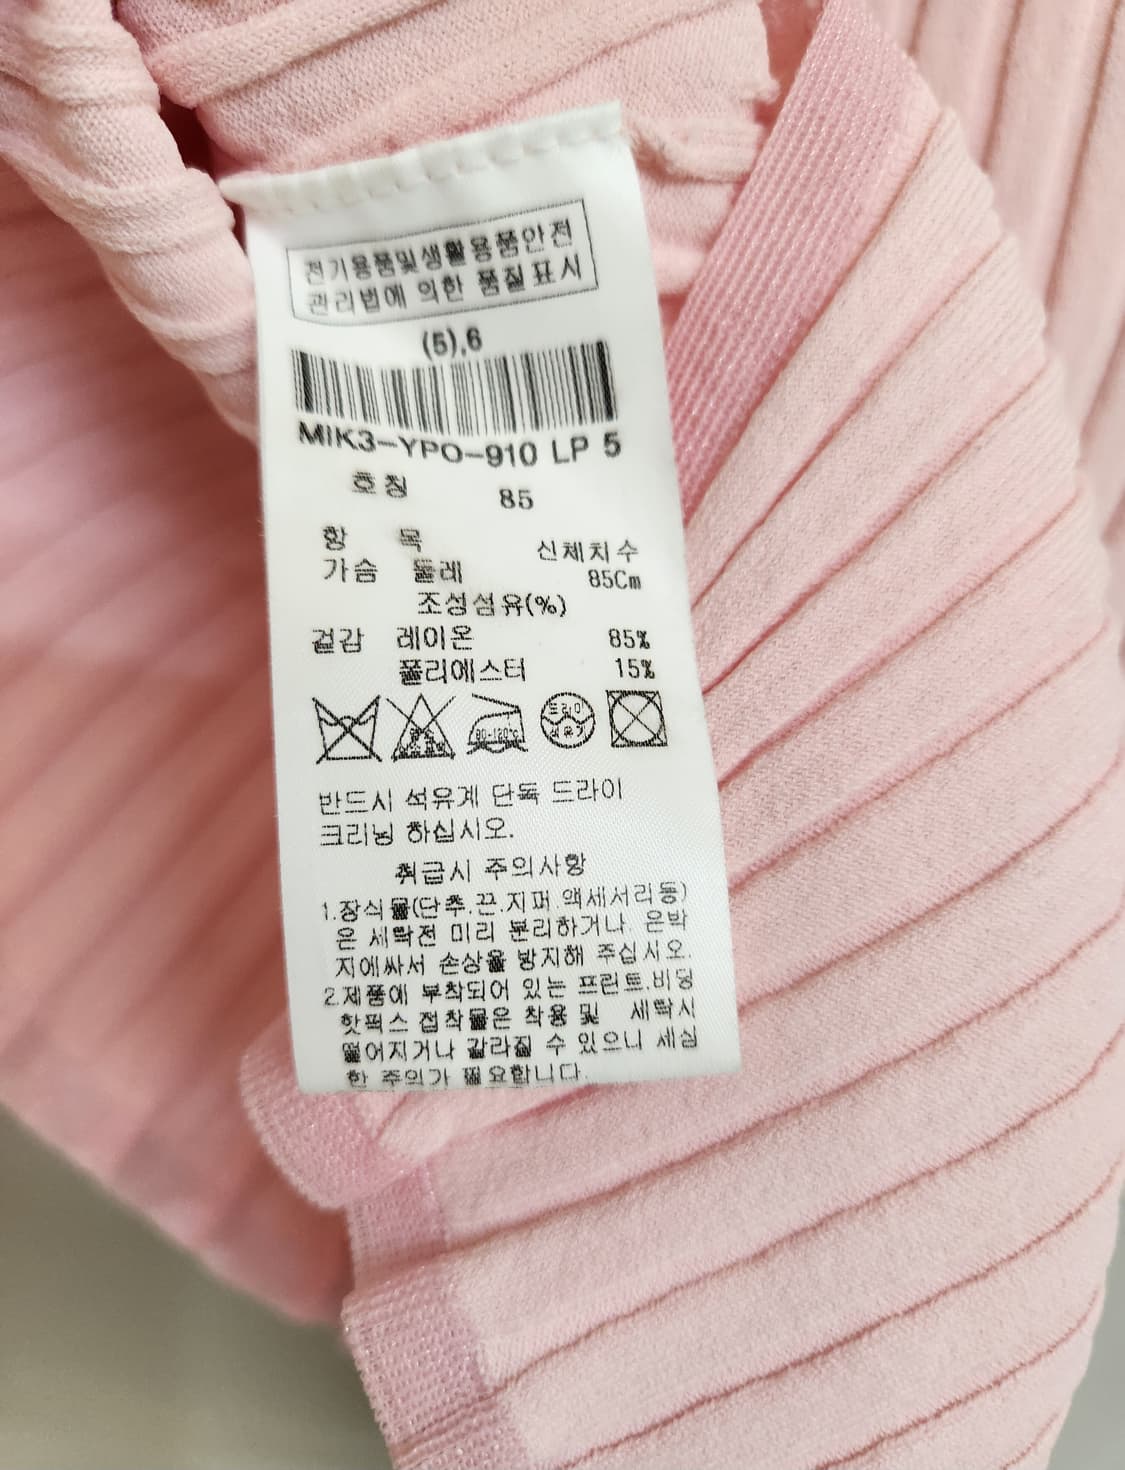 전기용품및생활용품안전
관리법에 의한 품질표시
(5),6
MIK3-YPO-910 LP 5
호칭 85
항 목 신체치수
가슴 둘레 85Cm
조성섬유(%)
겉감 레이온 85%
폴리에스터 15%
80-120℃ 드라이
석유계
반드시 석유계 단독 드라이
크리닝 하십시오.
취급시 주의사항
1.장식물(단추.끈.지퍼.액세서리등)
은 세탁전 미리 분리하거나, 은박
지에싸서 손상을 방지해 주십시오.
2.제품에 부착되어 있는 프린트.비딩
핫픽스 접착물은 착용 및 세탁시
떨어지거나 갈라질 수 있으니 세심
한 주의가 필요합니다.